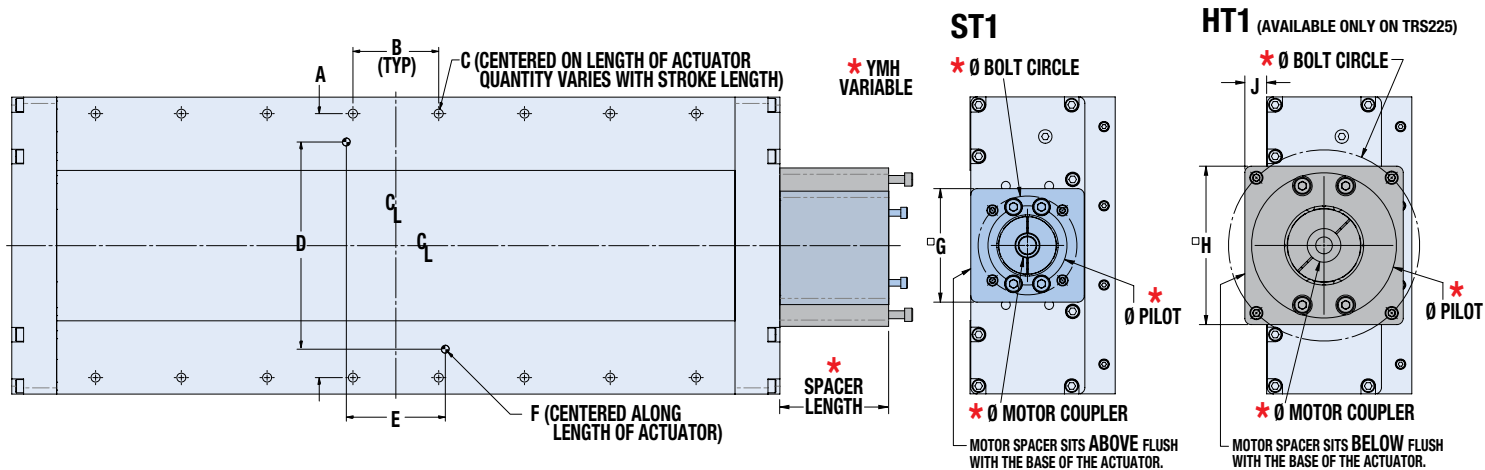 A
B
(TYP)
C (CENTERED ON LENGTH OF ACTUATOR
QUANTITY VARIES WITH STROKE LENGTH)
* YMH
VARIABLE
D
CL
CL
E
F (CENTERED ALONG
LENGTH OF ACTUATOR)
*
SPACER
LENGTH
ST1
* Ø BOLT CIRCLE
□G
*
Ø PILOT
* Ø MOTOR COUPLER
MOTOR SPACER SITS ABOVE FLUSH
WITH THE BASE OF THE ACTUATOR.
HT1 (AVAILABLE ONLY ON TRS225)
* Ø BOLT CIRCLE
J
□H
*
Ø PILOT
* Ø MOTOR COUPLER
MOTOR SPACER SITS BELOW FLUSH
WITH THE BASE OF THE ACTUATOR.